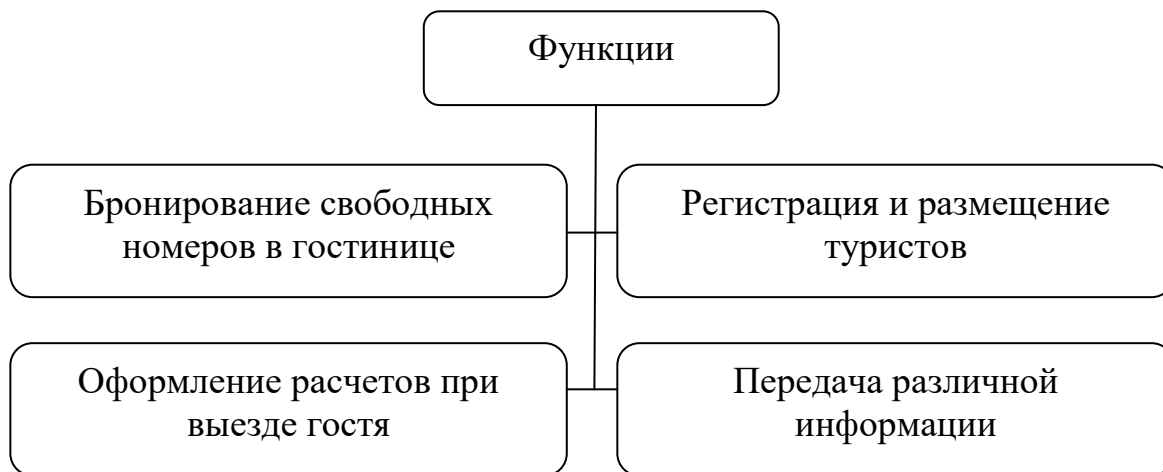 Функции
Бронирование свободных
номеров в гостинице
Регистрация и размещение
туристов
Оформление расчетов при
выезде гостя
Передача различной
информации